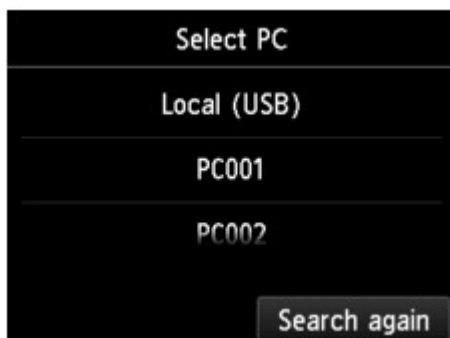 Select PC
Local (USB)
PC001
PC002
Search again